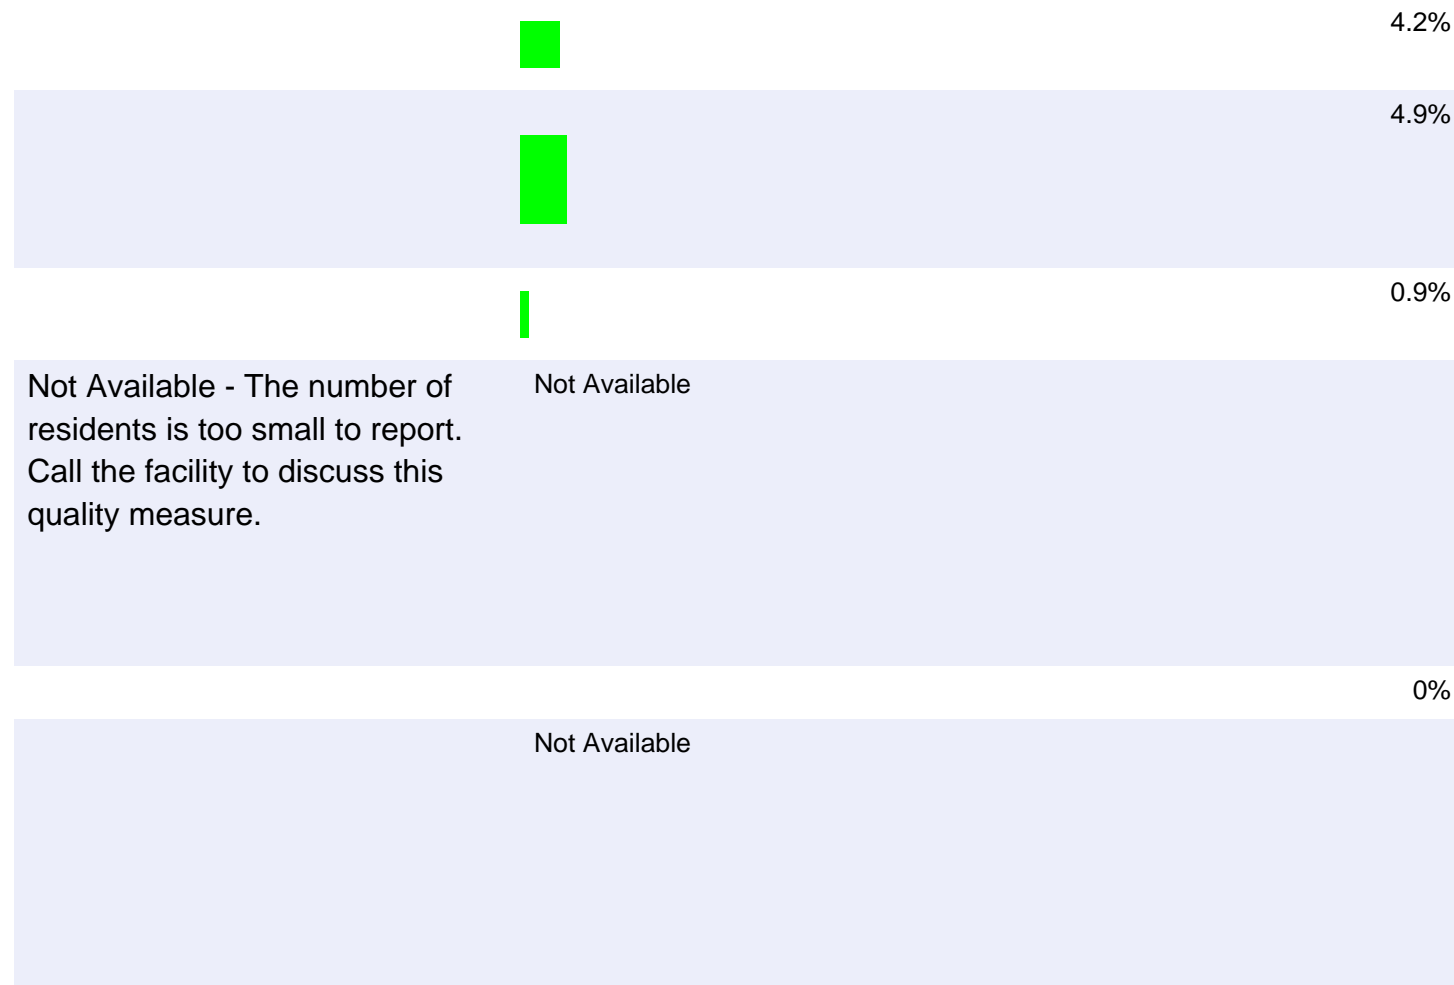 4.2%
4.9%
0.9%
Not Available - The number of
residents is too small to report.
Call the facility to discuss this
quality measure.
Not Available
0%
Not Available